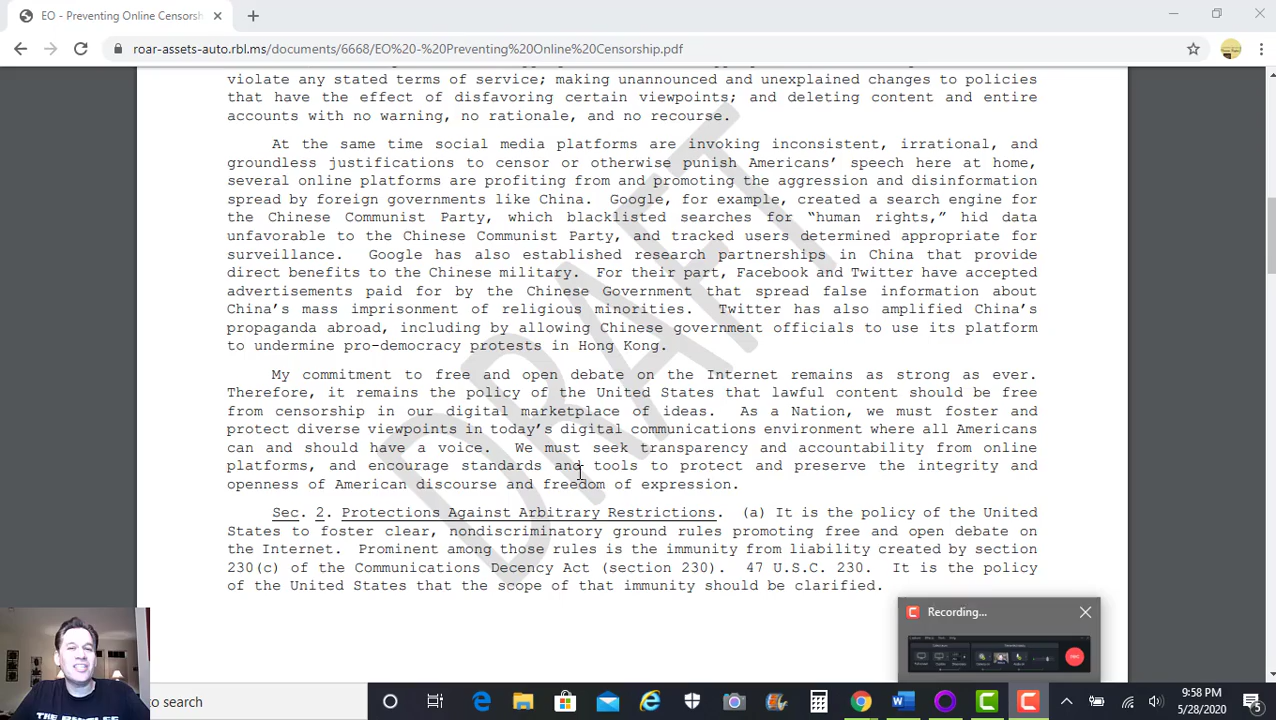 EO - Preventing Online Censorsh
roar-assets-auto.rbl.ms/documents/6668/EO%20-%20Preventing%20Online%20Censorship.pdf
violate any stated terms of service; making unannounced and unexplained changes to policies
that have the effect of disfavoring certain viewpoints; and deleting content and entire
accounts with no warning, no rationale, and no recourse.
At the same time social media platforms are invoking inconsistent, irrational, and
groundless justifications to censor or otherwise punish Americans' speech here at home,
several online platforms are profiting from and promoting the aggression and disinformation
spread by foreign governments like China. Google, for example, created a search engine for
the Chinese Communist Party, which blacklisted searches for "human rights," hid data
unfavorable to the Chinese Communist Party, and tracked users determined appropriate for
surveillance. Google has also established research partnerships in China that provide
direct benefits to the Chinese military. For their part, Facebook and Twitter have accepted
advertisements paid for by the Chinese Government that spread false information about
China's mass imprisonment of religious minorities. Twitter has also amplified China's
propaganda abroad, including by allowing Chinese government officials to use its platform
to undermine pro-democracy protests in Hong Kong.
My commitment to free and open debate on the Internet remains as strong as ever.
Therefore, it remains the policy of the United States that lawful content should be free
from censorship in our digital marketplace of ideas. As a Nation, we must foster and
protect diverse viewpoints in today's digital communications environment where all Americans
can and should have a voice. We must seek transparency and accountability from online
platforms, and encourage standards and tools to protect and preserve the integrity and
openness of American discourse and freedom of expression.
Sec. 2. Protections Against Arbitrary Restrictions. (a) It is the policy of the United
States to foster clear, nondiscriminatory ground rules promoting free and open debate on
the Internet. Prominent among those rules is the immunity from liability created by section
230(c) of the Communications Decency Act (section 230). 47 U.S.C. 230. It is the policy
of the United States that the scope of that immunity should be clarified.
DRAFT
Recording...
to search
9:58 PM
5/28/2020
5